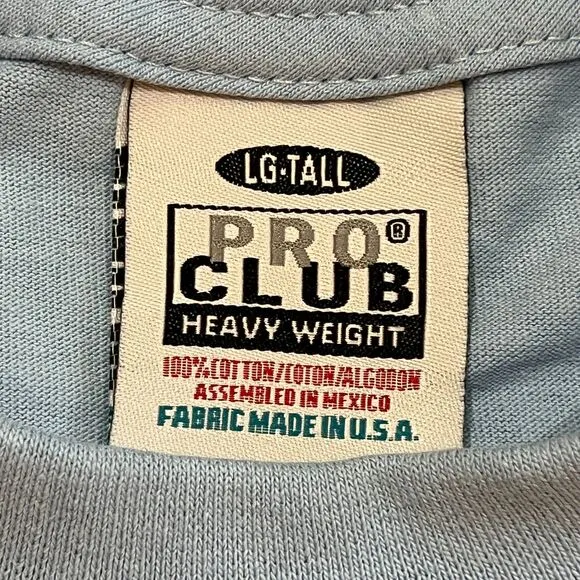 LG•TALL
PRO®
CLUB
HEAVY WEIGHT
100% COTTON/COTON/ALGODON
ASSEMBLED IN MEXICO
FABRIC MADE IN U.S.A.